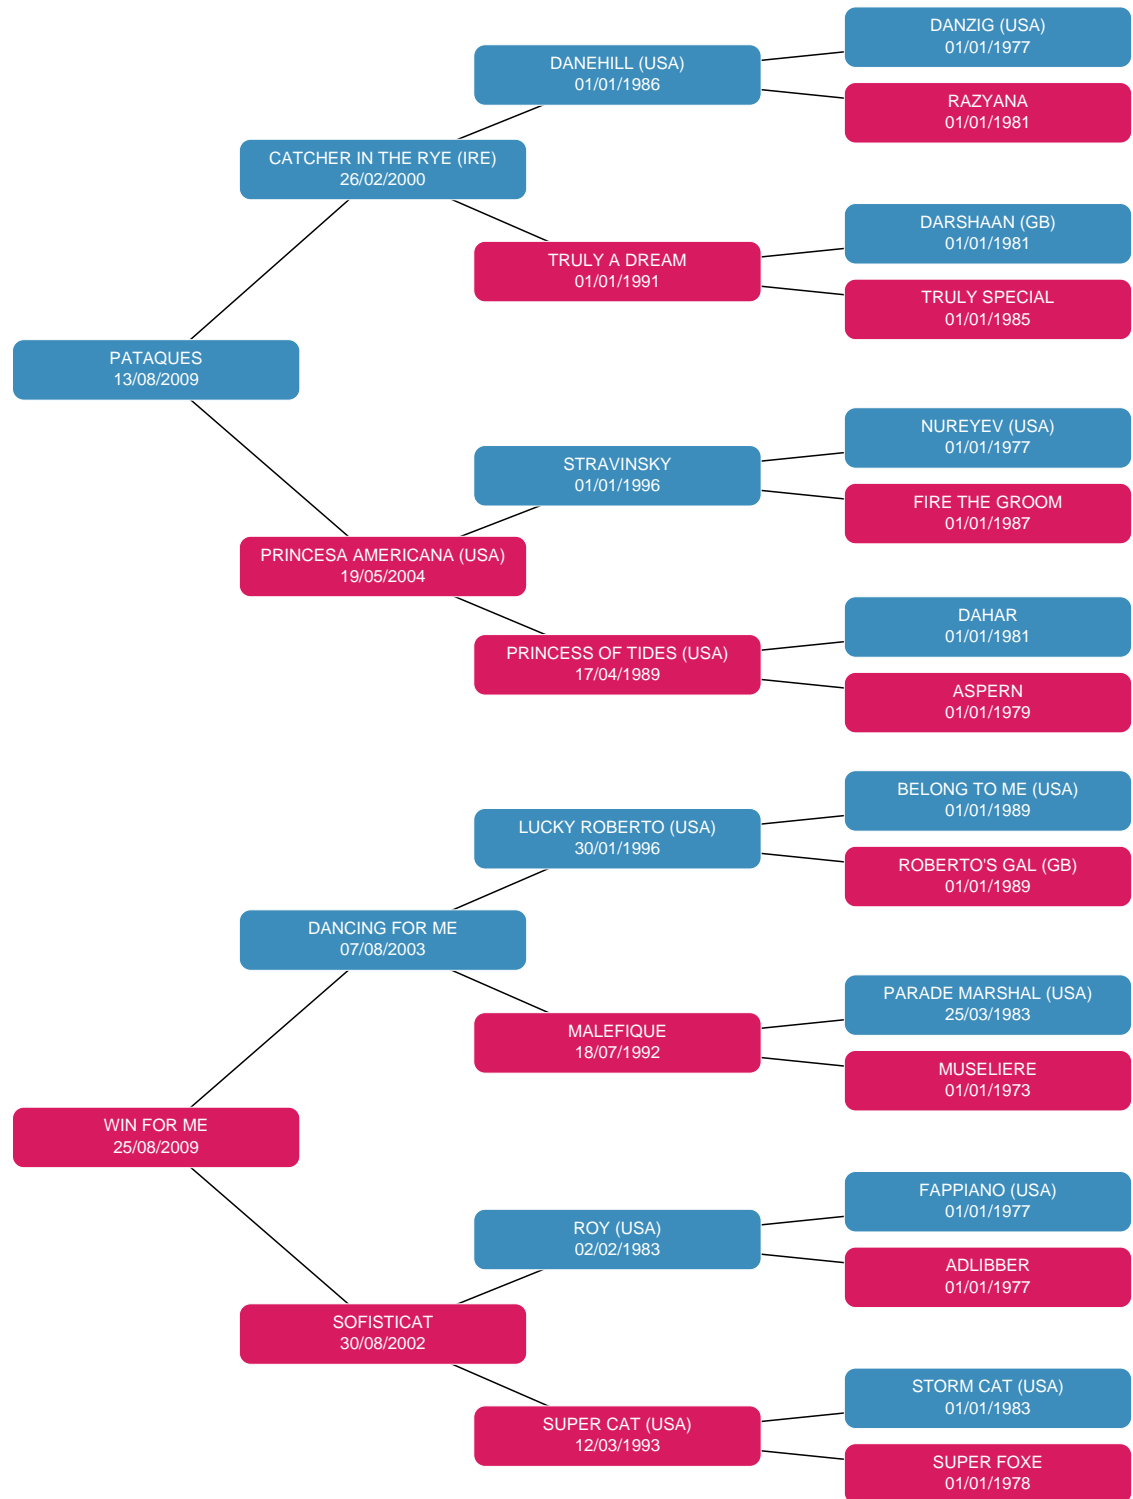 DANZIG (USA)
01/01/1977
DANEHILL (USA)
01/01/1986
RAZYANA
01/01/1981
CATCHER IN THE RYE (IRE)
26/02/2000
DARSHAAN (GB)
01/01/1981
TRULY A DREAM
01/01/1991
TRULY SPECIAL
01/01/1985
PATAQUES
13/08/2009
NUREYEV (USA)
01/01/1977
STRAVINSKY
01/01/1996
FIRE THE GROOM
01/01/1987
PRINCESA AMERICANA (USA)
19/05/2004
DAHAR
01/01/1981
PRINCESS OF TIDES (USA)
17/04/1989
ASPERN
01/01/1979
BELONG TO ME (USA)
01/01/1989
LUCKY ROBERTO (USA)
30/01/1996
ROBERTO'S GAL (GB)
01/01/1989
DANCING FOR ME
07/08/2003
PARADE MARSHAL (USA)
25/03/1983
MALEFIQUE
18/07/1992
MUSELIERE
01/01/1973
WIN FOR ME
25/08/2009
FAPPIANO (USA)
01/01/1977
ROY (USA)
02/02/1983
ADLIBBER
01/01/1977
SOFISTICAT
30/08/2002
STORM CAT (USA)
01/01/1983
SUPER CAT (USA)
12/03/1993
SUPER FOXE
01/01/1978